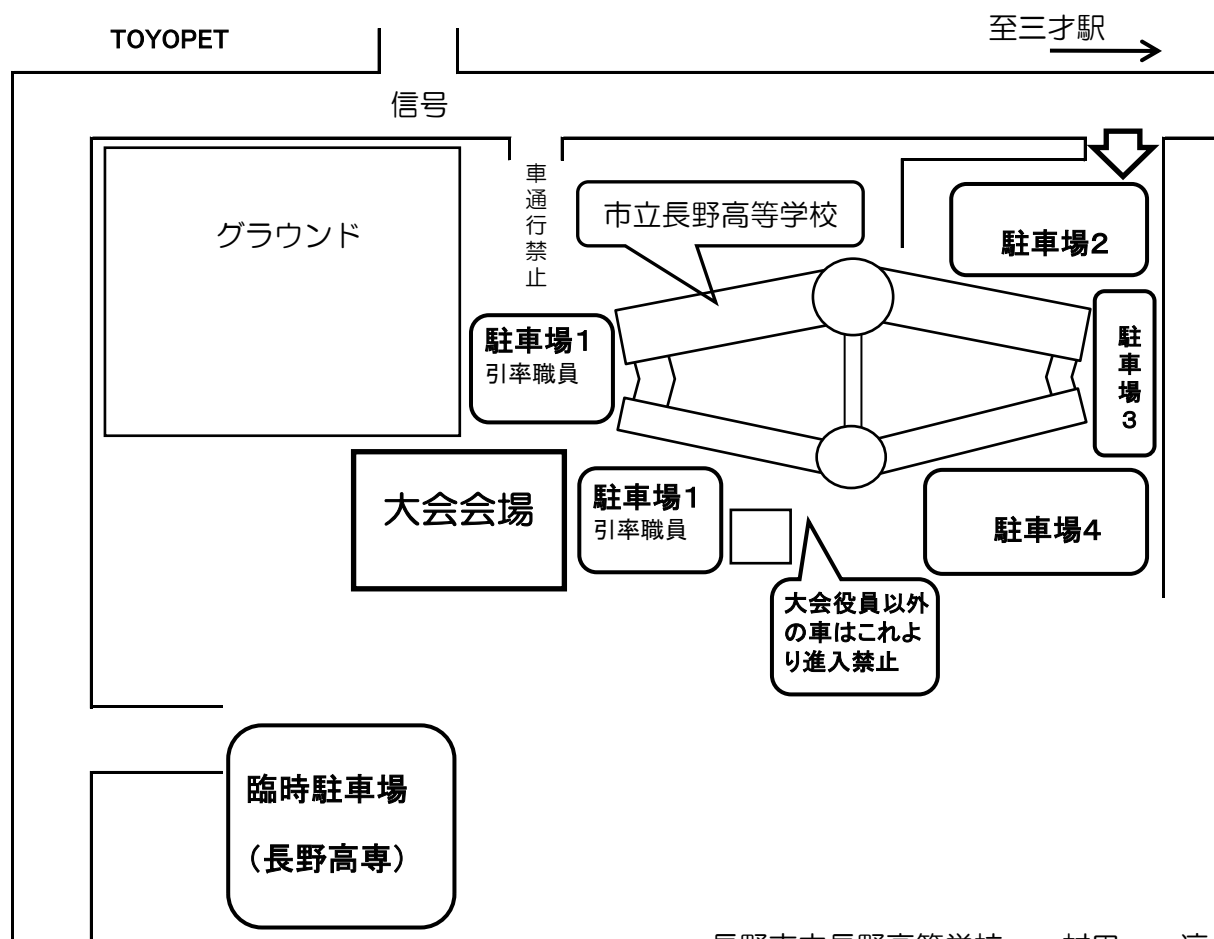 至三才駅
TOYOPET
信号
車通行禁止
市立長野高等学校
グラウンド
駐車場2
駐車場1
引率職員
駐車場3
大会会場
駐車場1
引率職員
駐車場4
大会役員以外
の車はこれよ
り進入禁止
臨時駐車場
（長野高専）